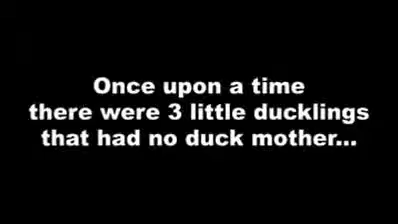 Once upon a time
there were 3 little ducklings
that had no duck mother...